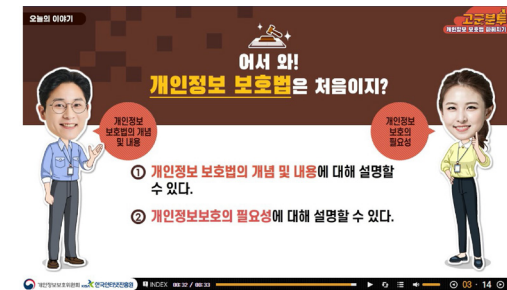 오늘의 이야기
고군분투
개인정보 보호법 파헤치기
어서 와!
개인정보 보호법은 처음이지?
개인정보
보호법의 개념
및 내용
개인정보
보호의
필요성
① 개인정보 보호법의 개념 및 내용에 대해 설명할
수 있다.
② 개인정보보호의 필요성에 대해 설명할 수 있다.
개인정보보호위원회 KISA 한국인터넷진흥원 INDEX 00:32 / 00:33 03 · 14